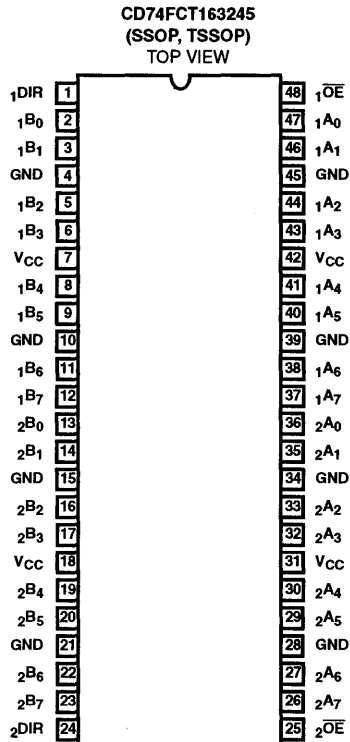 CD74FCT163245
(SSOP, TSSOP)
TOP VIEW
1DIR 1 48 1OE
1B0 2 47 1A0
1B1 3 46 1A1
GND 4 45 GND
1B2 5 44 1A2
1B3 6 43 1A3
VCC 7 42 VCC
1B4 8 41 1A4
1B5 9 40 1A5
GND 10 39 GND
1B6 11 38 1A6
1B7 12 37 1A7
2B0 13 36 2A0
2B1 14 35 2A1
GND 15 34 GND
2B2 16 33 2A2
2B3 17 32 2A3
VCC 18 31 VCC
2B4 19 30 2A4
2B5 20 29 2A5
GND 21 28 GND
2B6 22 27 2A6
2B7 23 26 2A7
2DIR 24 25 2OE